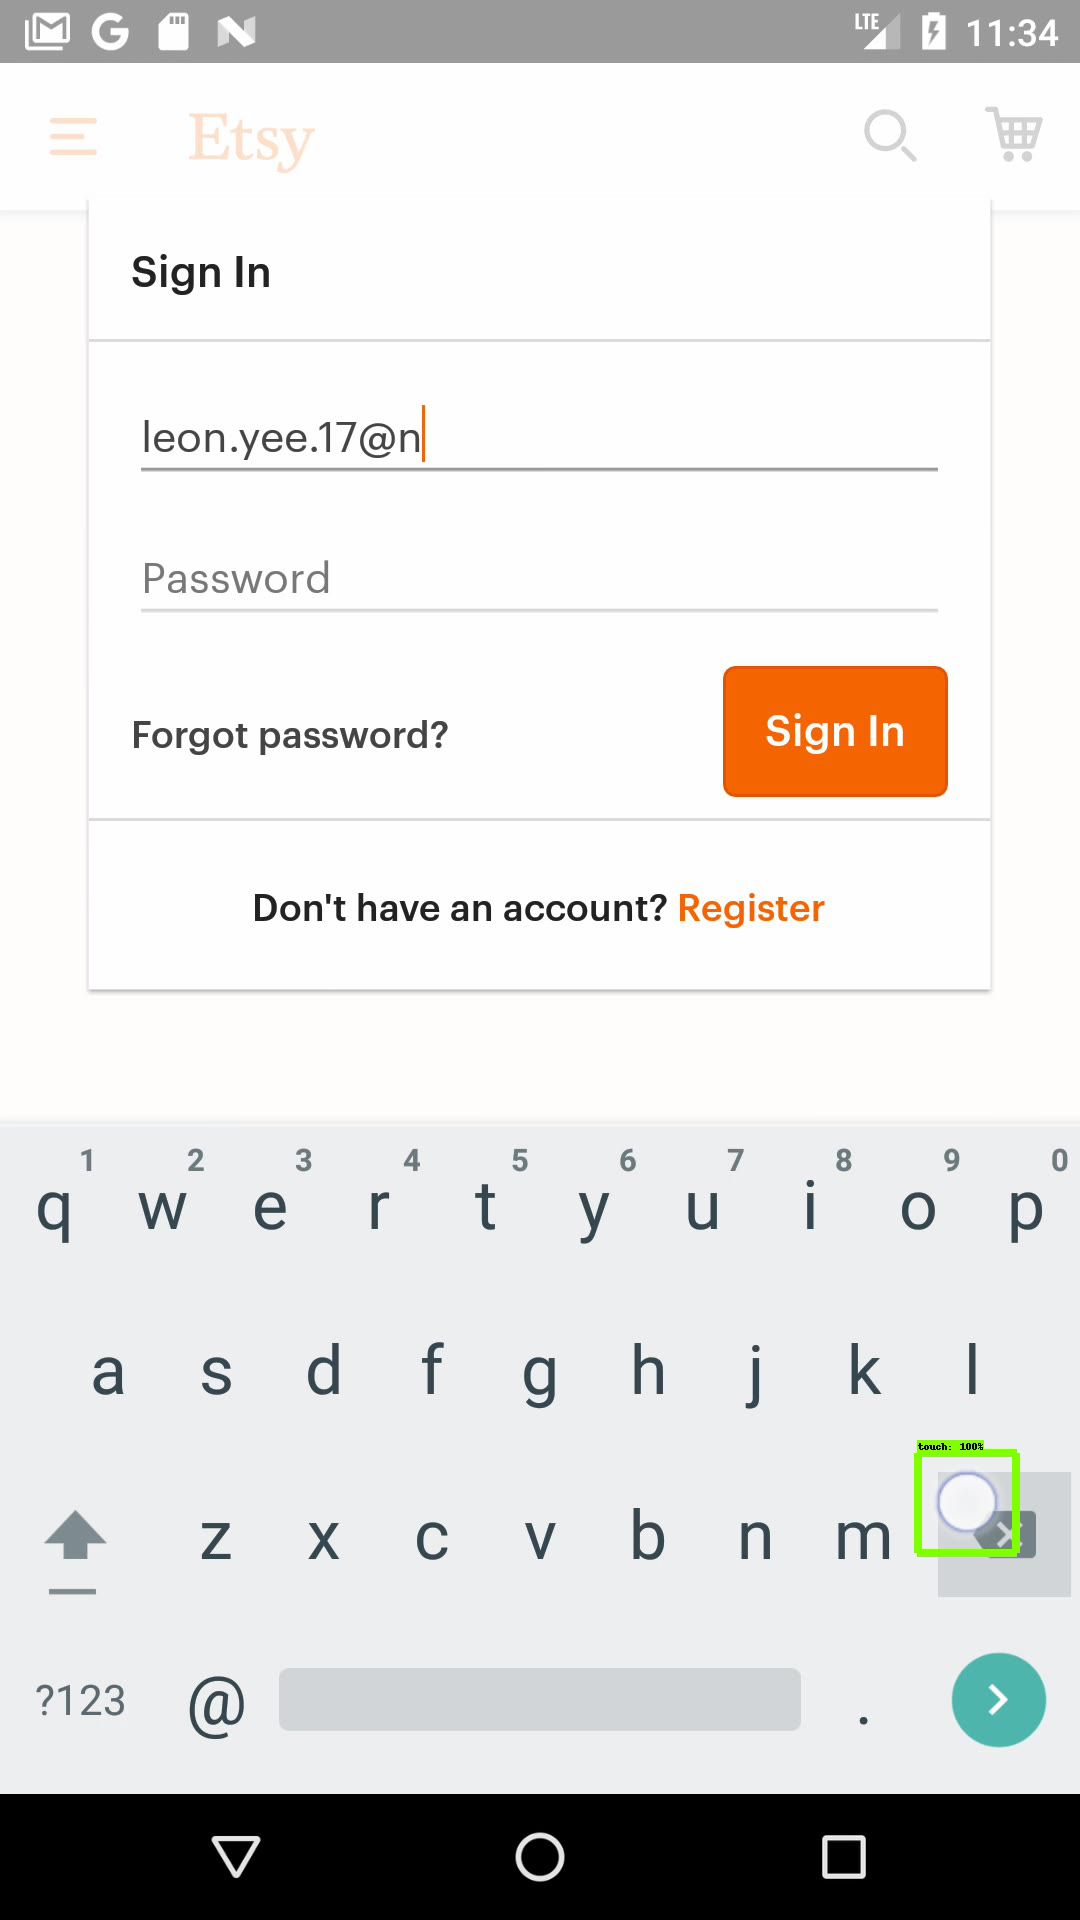 LTE 11:34
Etsy
Sign In
leon.yee.17@n
Password
Forgot password? Sign In
Don't have an account? Register
1 2 3 4 5 6 7 8 9 0
q w e r t y u i o p
a s d f g h j k l
touch: 100%
z x c v b n m
?123 @ .